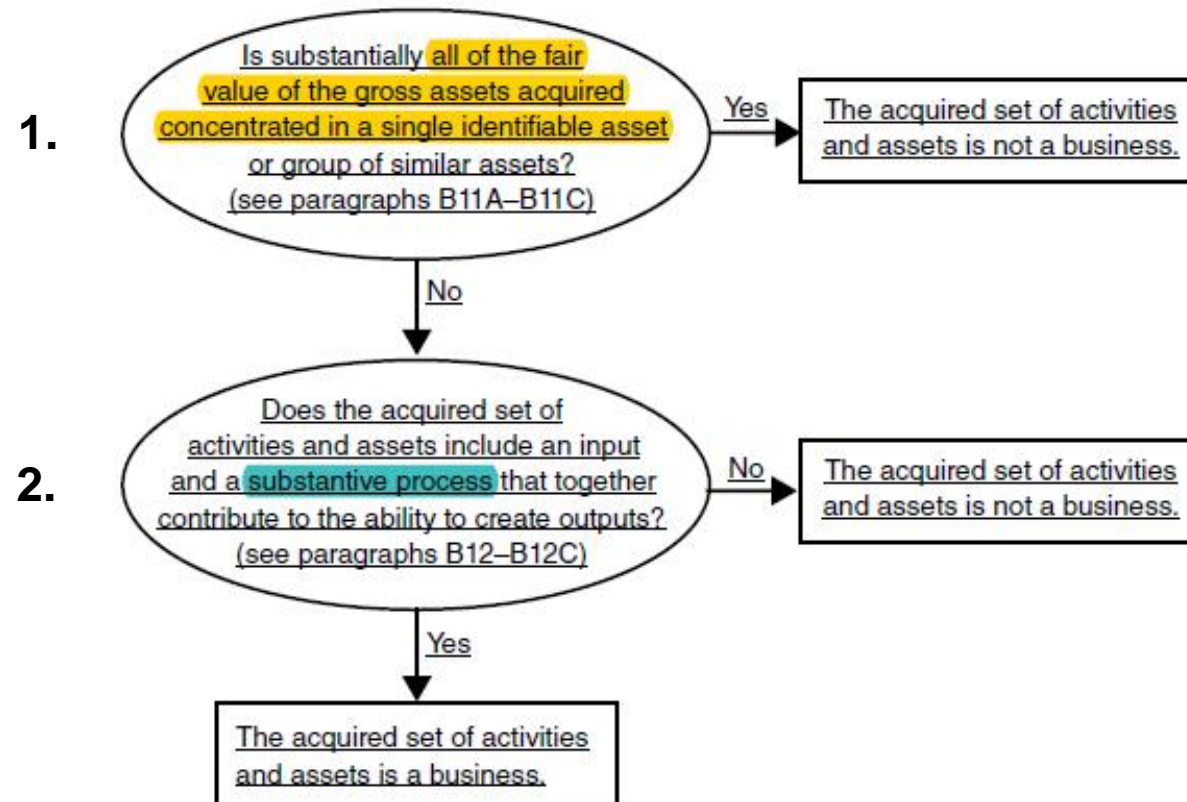 1.
Is substantially all of the fair
value of the gross assets acquired
concentrated in a single identifiable asset
or group of similar assets?
(see paragraphs B11A–B11C)
Yes
The acquired set of activities
and assets is not a business.
No
2.
Does the acquired set of
activities and assets include an input
and a substantive process that together
contribute to the ability to create outputs?
(see paragraphs B12–B12C)
No
The acquired set of activities
and assets is not a business.
Yes
The acquired set of activities
and assets is a business.